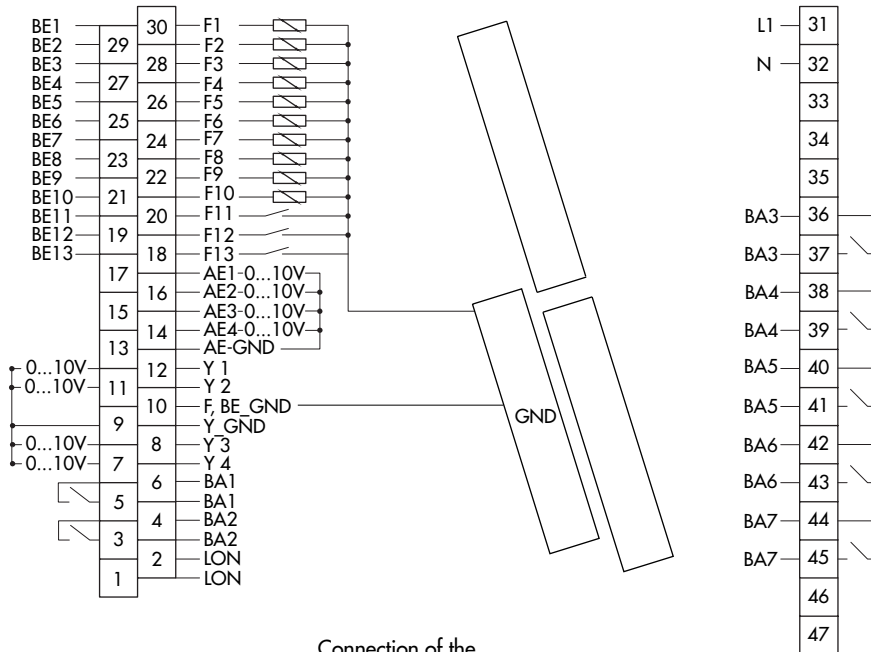 BE1 30 F1
BE2 29 F2
BE3 28 F3
BE4 27 F4
BE5 26 F5
BE6 25 F6
BE7 24 F7
BE8 23 F8
BE9 22 F9
BE10 21 F10
BE11 20 F11
BE12 19 F12
BE13 18 F13
17 AE1-0...10V
16 AE2-0...10V
15 AE3-0...10V
14 AE4-0...10V
13 AE-GND
0...10V 12 Y 1
0...10V 11 Y 2
10 F, BE_GND
9 Y_GND
0...10V 8 Y 3
0...10V 7 Y 4
6 BA1
5 BA1
4 BA2
3 BA2
2 LON
1 LON
GND
L1 31
N 32
33
34
35
BA3 36
BA3 37
BA4 38
BA4 39
BA5 40
BA5 41
BA6 42
BA6 43
BA7 44
BA7 45
46
47
Connection of the